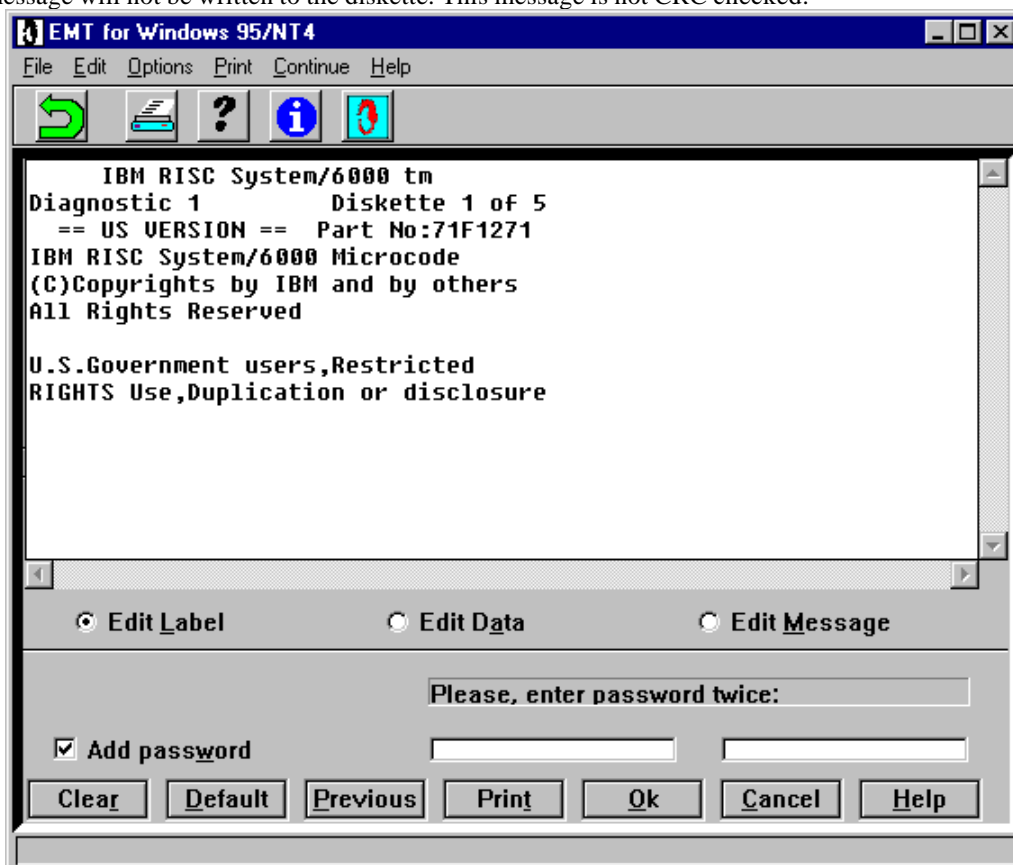 essage will not be written to the diskette. This message is not CRC checked.
EMT for Windows 95/NT4
File Edit Options Print Continue Help
IBM RISC System/6000 tm
Diagnostic 1 Diskette 1 of 5
== US VERSION == Part No:71F1271
IBM RISC System/6000 Microcode
(C)Copyrights by IBM and by others
All Rights Reserved
U.S.Government users,Restricted
RIGHTS Use,Duplication or disclosure
Edit Label Edit Data Edit Message
Please, enter password twice:
Add password
Clear Default Previous Print Ok Cancel Help